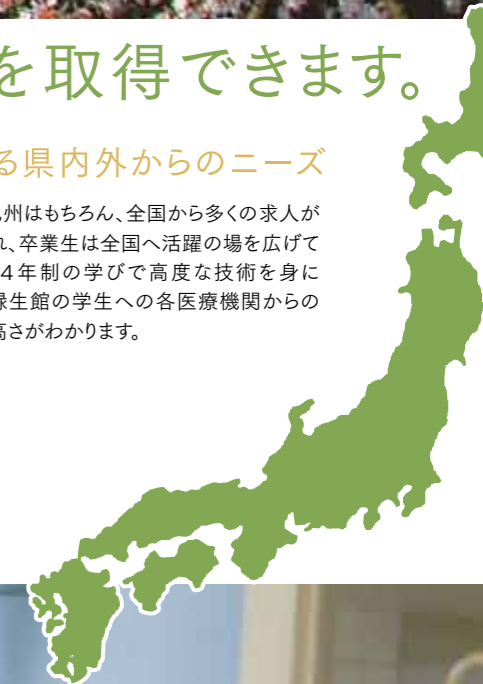 を取得できます。
る県内外からのニーズ
州はもちろん、全国から多くの求人が
れ、卒業生は全国へ活躍の場を広げて
4年制の学びで高度な技術を身に
緑生館の学生への各医療機関からの
高さがわかります。